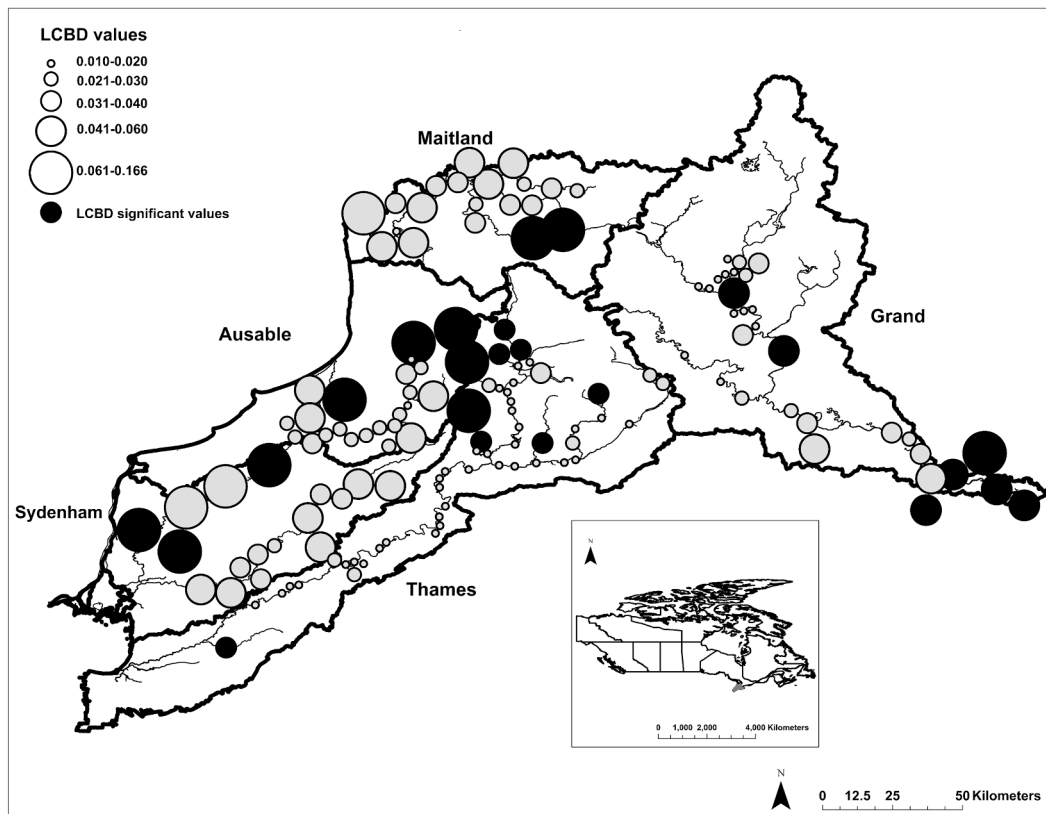 LCBD values
0.010-0.020
0.021-0.030
0.031-0.040
0.041-0.060
0.061-0.166
LCBD significant values
Maitland
Grand
Ausable
Sydenham
Thames
N
0 1,000 2,000 4,000 Kilometers
N
0 12.5 25 50 Kilometers